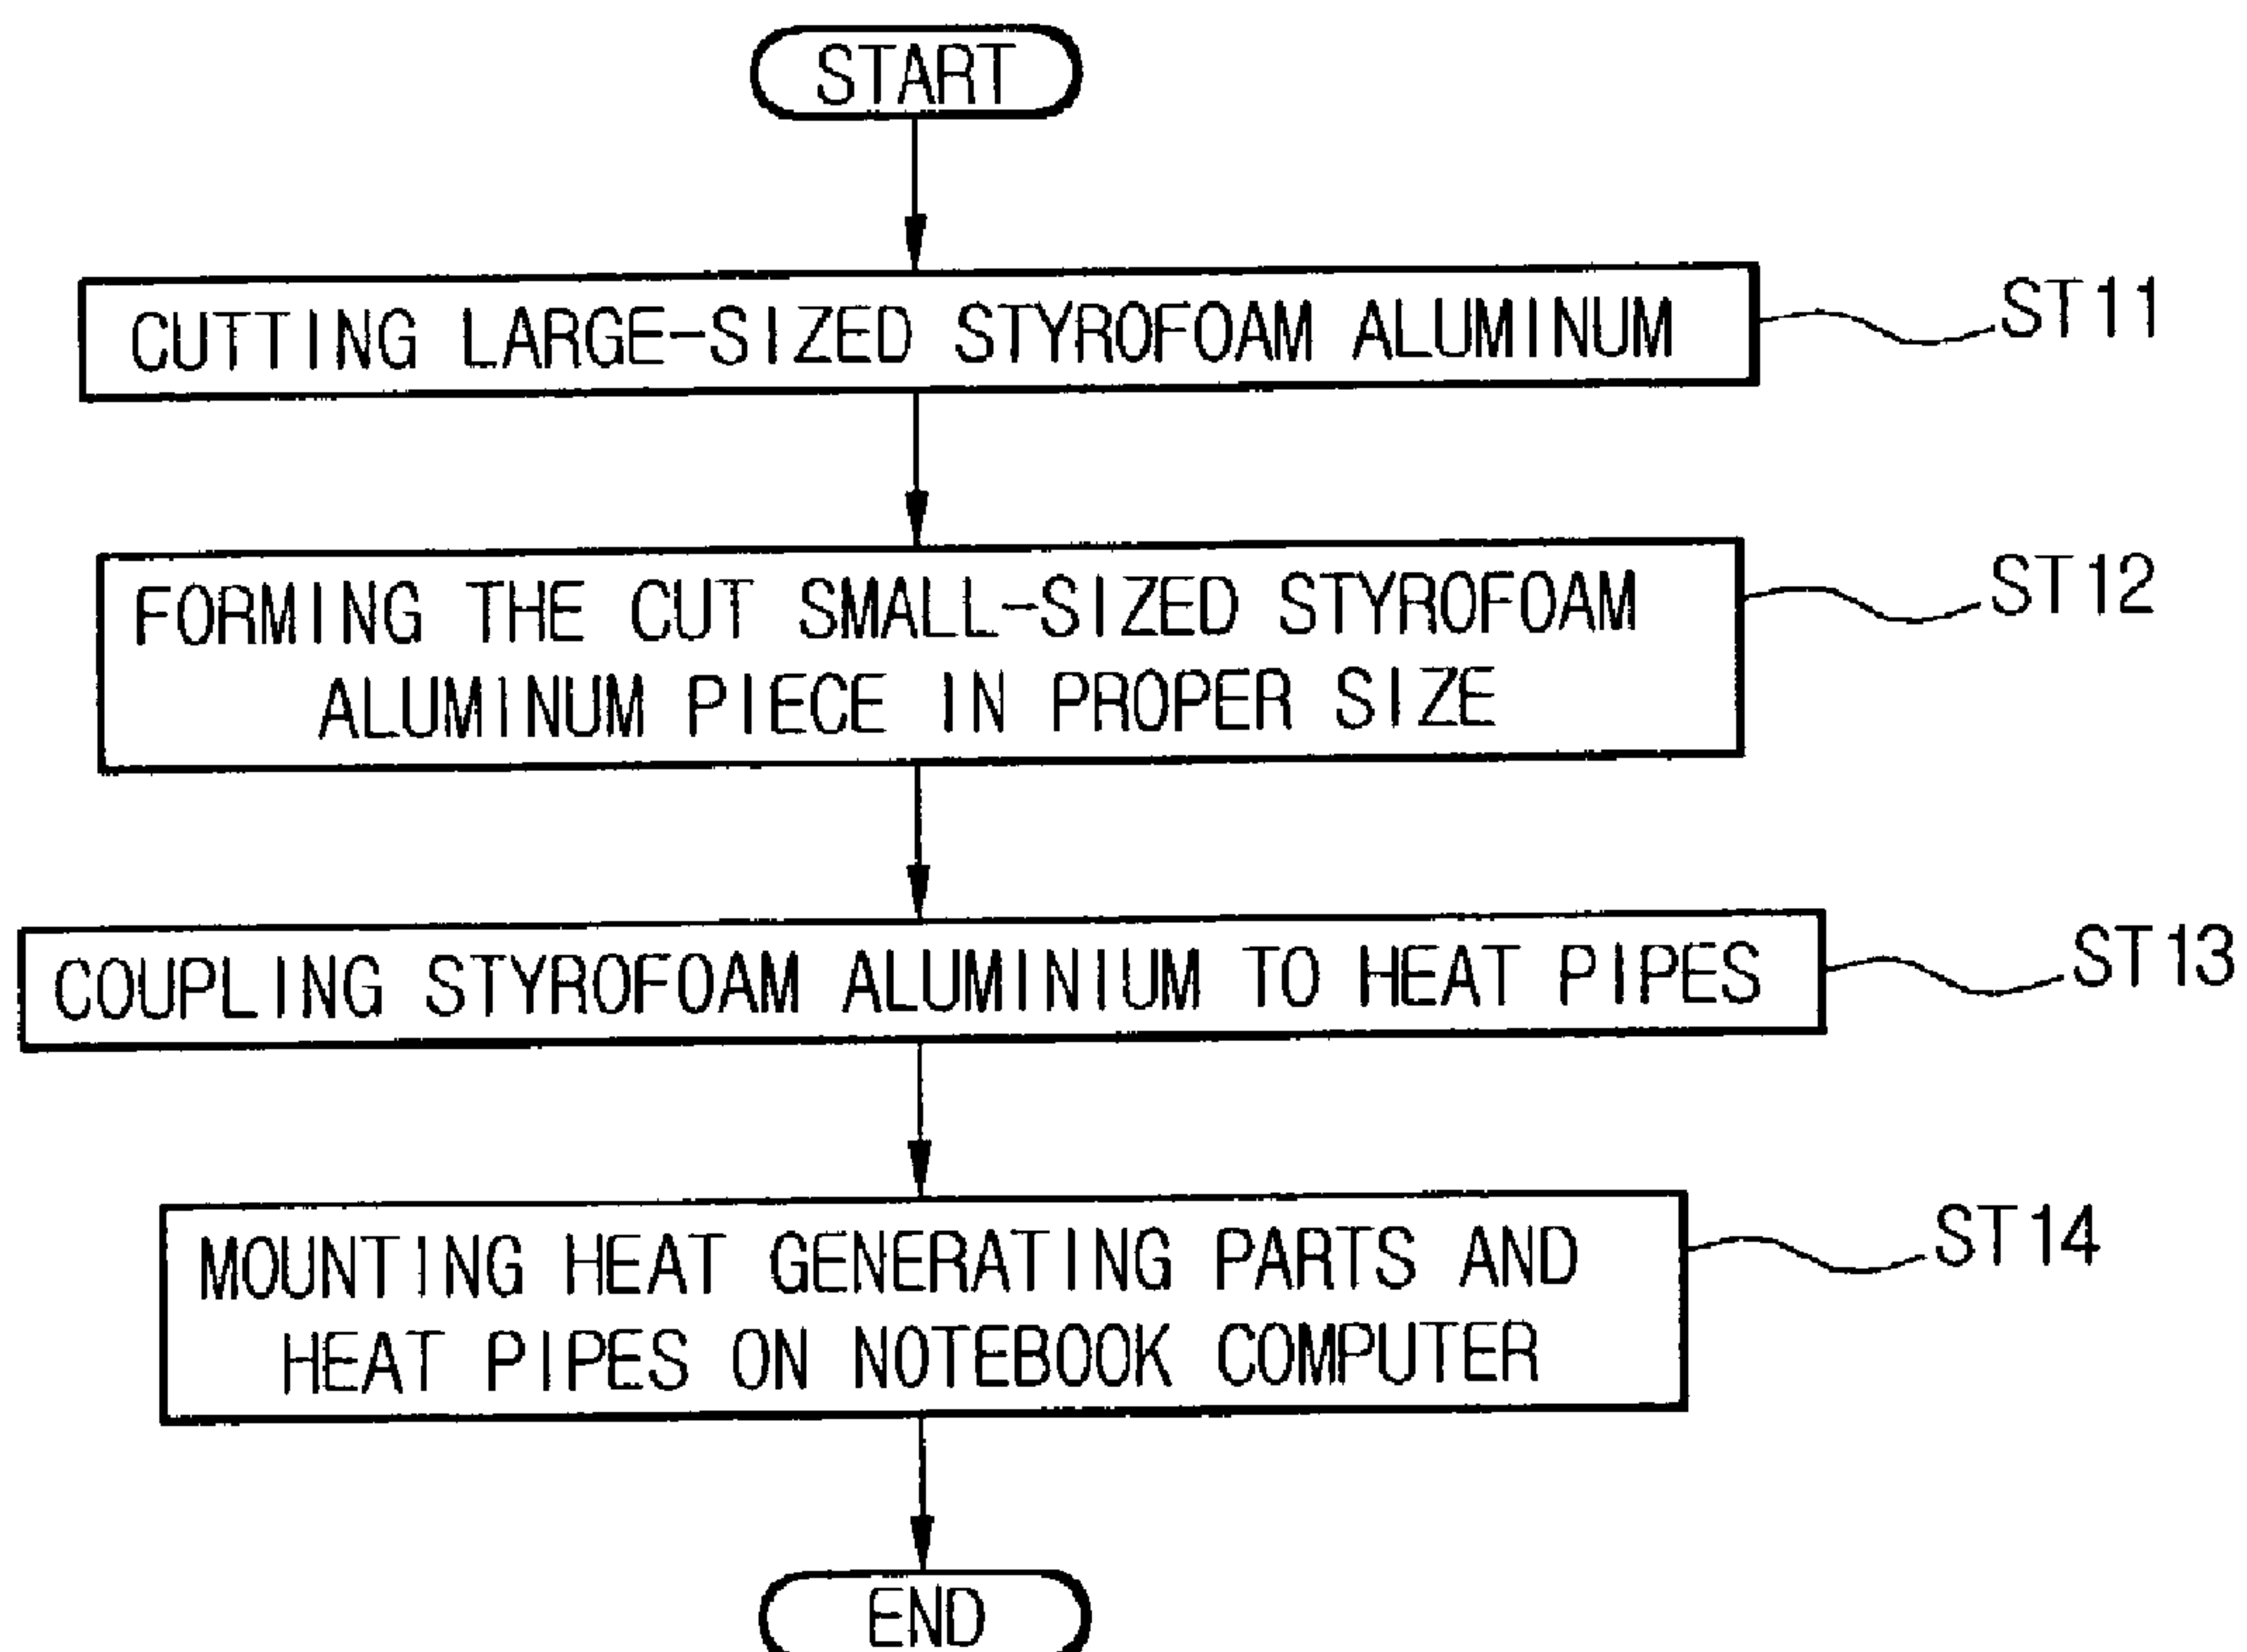 START
CUTTING LARGE-SIZED STYROFOAM ALUMINUM
ST11
FORMING THE CUT SMALL-SIZED STYROFOAM
ALUMINUM PIECE IN PROPER SIZE
ST12
COUPLING STYROFOAM ALUMINIUM TO HEAT PIPES
ST13
MOUNTING HEAT GENERATING PARTS AND
HEAT PIPES ON NOTEBOOK COMPUTER
ST14
END